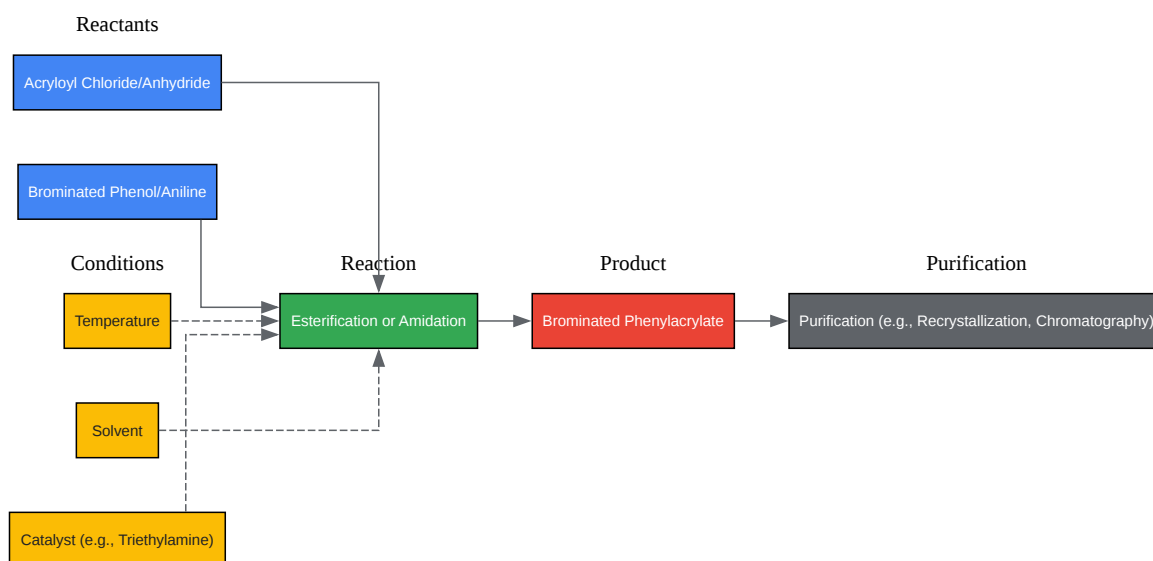 Reactants
Acryloyl Chloride/Anhydride
Brominated Phenol/Aniline
Conditions
Temperature
Solvent
Catalyst (e.g., Triethylamine)
Reaction
Esterification or Amidation
Product
Brominated Phenylacrylate
Purification
Purification (e.g., Recrystallization, Chromatography)